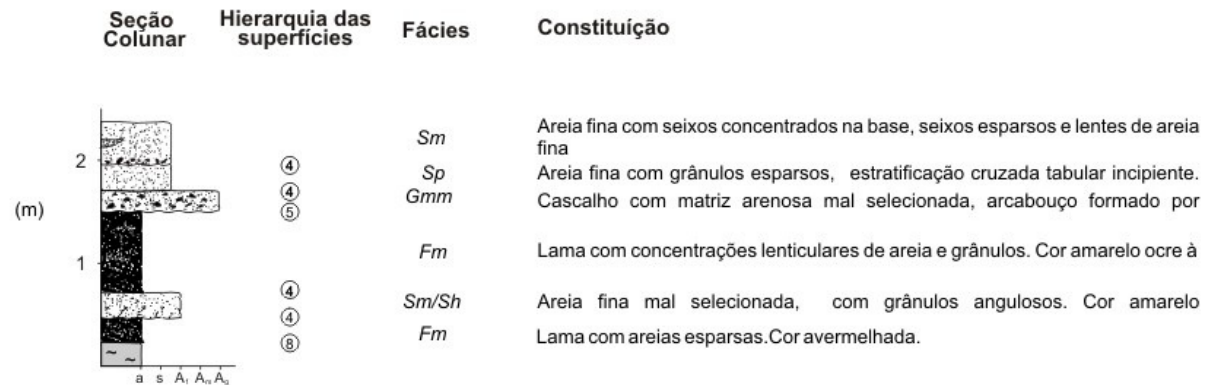 Seção
Colunar
Hierarquia das
superfícies
Fácies
Constituíção
Sm
Areia fina com seixos concentrados na base, seixos esparsos e lentes de areia
fina
2
4
Sp
Areia fina com grânulos esparsos, estratificação cruzada tabular incipiente.
4
Gmm
Cascalho com matriz arenosa mal selecionada, arcabouço formado por
(m)
5
Fm
Lama com concentrações lenticulares de areia e grânulos. Cor amarelo ocre à
1
4
Sm/Sh
Areia fina mal selecionada, com grânulos angulosos. Cor amarelo
4
Fm
Lama com areias esparsas.Cor avermelhada.
8
a s Af Am Ag